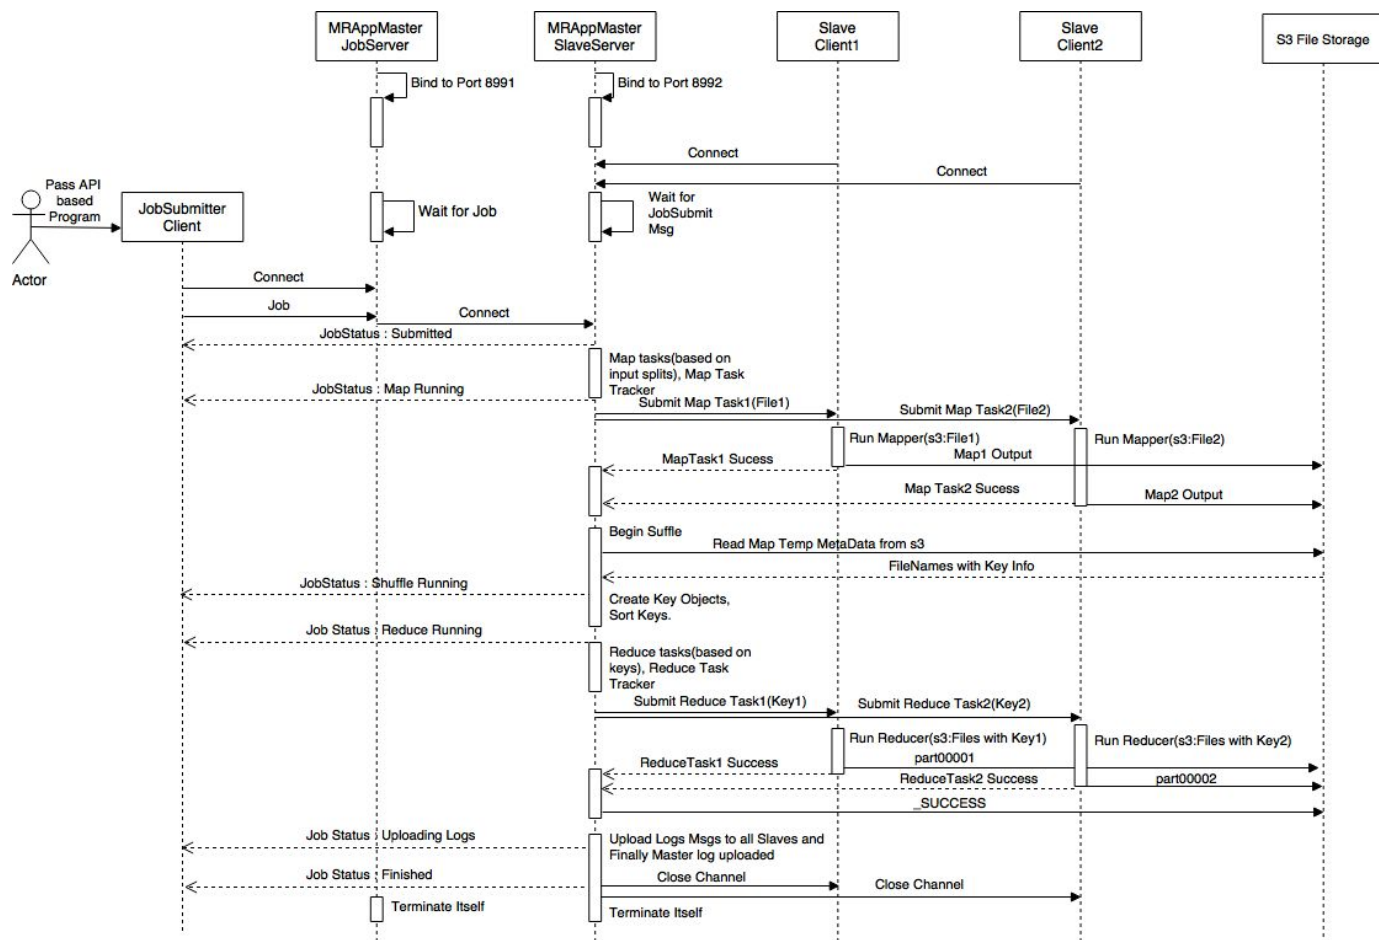 MRAppMaster
JobServer
MRAppMaster
SlaveServer
Slave
Client1
Slave
Client2
S3 File Storage
Bind to Port 8991
Bind to Port 8992
Connect
Connect
Pass API
based
Program
Actor
JobSubmitter
Client
Wait for Job
Wait for
JobSubmit
Msg
Connect
Job
Connect
JobStatus : Submitted
Map tasks(based on
input splits), Map Task
Tracker
JobStatus : Map Running
Submit Map Task1(File1)
Submit Map Task2(File2)
Run Mapper(s3:File1)
Run Mapper(s3:File2)
MapTask1 Sucess
Map1 Output
Map Task2 Sucess
Map2 Output
Begin Suffle
Read Map Temp MetaData from s3
FileNames with Key Info
JobStatus : Shuffle Running
Create Key Objects,
Sort Keys.
Job Status : Reduce Running
Reduce tasks(based on
keys), Reduce Task
Tracker
Submit Reduce Task1(Key1)
Submit Reduce Task2(Key2)
Run Reducer(s3:Files with Key1)
Run Reducer(s3:Files with Key2)
part00001
ReduceTask1 Success
ReduceTask2 Success
part00002
_SUCCESS
Job Status : Uploading Logs
Upload Logs Msgs to all Slaves and
Finally Master log uploaded
Job Status : Finished
Close Channel
Close Channel
Terminate Itself
Terminate Itself